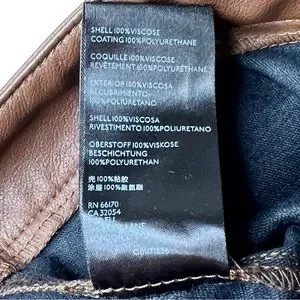 SHELL 100%VISCOSE
COATING 100%POLYURETHANE
COQUILLE 100%VISCOSE
REVÊTEMENT 100%POLYURETHANE
EXTERIOR 100%VISCOSA
RECUBRIMIENTO
100%POLIURETANO
SHELL 100%VISCOSA
RIVESTIMENTO 100%POLIURETANO
OBERSTOFF 100%VISKOSE
BESCHICHTUNG
100%POLYURETHAN
壳 100%粘胶
涂层 100%聚氨酯
RN 66170
CA 32054